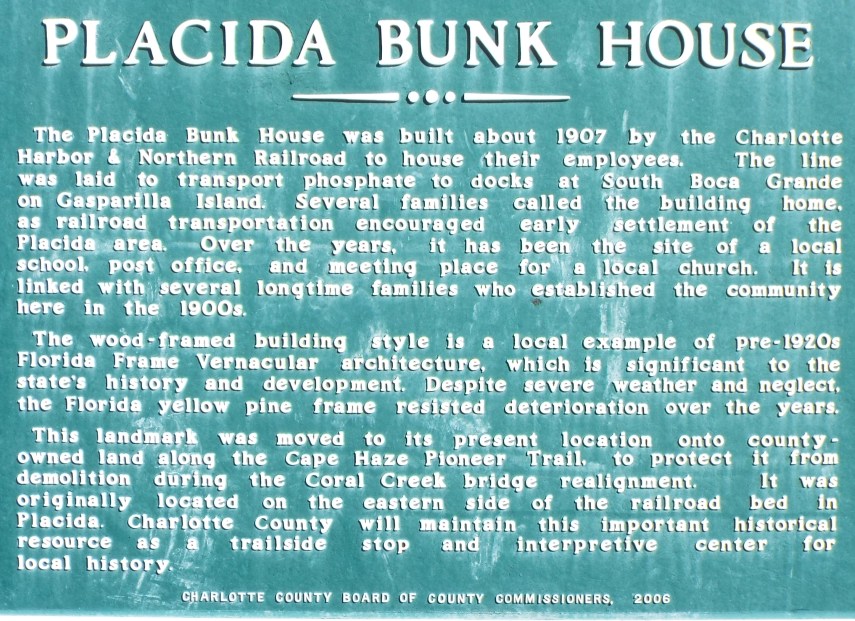 PLACIDA BUNK HOUSE
The Placida Bunk House was built about 1907 by the Charlotte
Harbor & Northern Railroad to house their employees. The line
was laid to transport phosphate to docks at South Boca Grande
on Gasparilla Island. Several families called the building home,
as railroad transportation encouraged early settlement of the
Placida area. Over the years, it has been the site of a local
school, post office, and meeting place for a local church. It is
linked with several longtime families who established the community
here in the 1900s.
The wood-framed building style is a local example of pre-1920s
Florida Frame Vernacular architecture, which is significant to the
state's history and development. Despite severe weather and neglect,
the Florida yellow pine frame resisted deterioration over the years.
This landmark was moved to its present location onto county-
owned land along the Cape Haze Pioneer Trail, to protect it from
demolition during the Coral Creek bridge realignment. It was
originally located on the eastern side of the railroad bed in
Placida. Charlotte County will maintain this important historical
resource as a trailside stop and interpretive center for
local history.
CHARLOTTE COUNTY BOARD OF COUNTY COMMISSIONERS, 2006